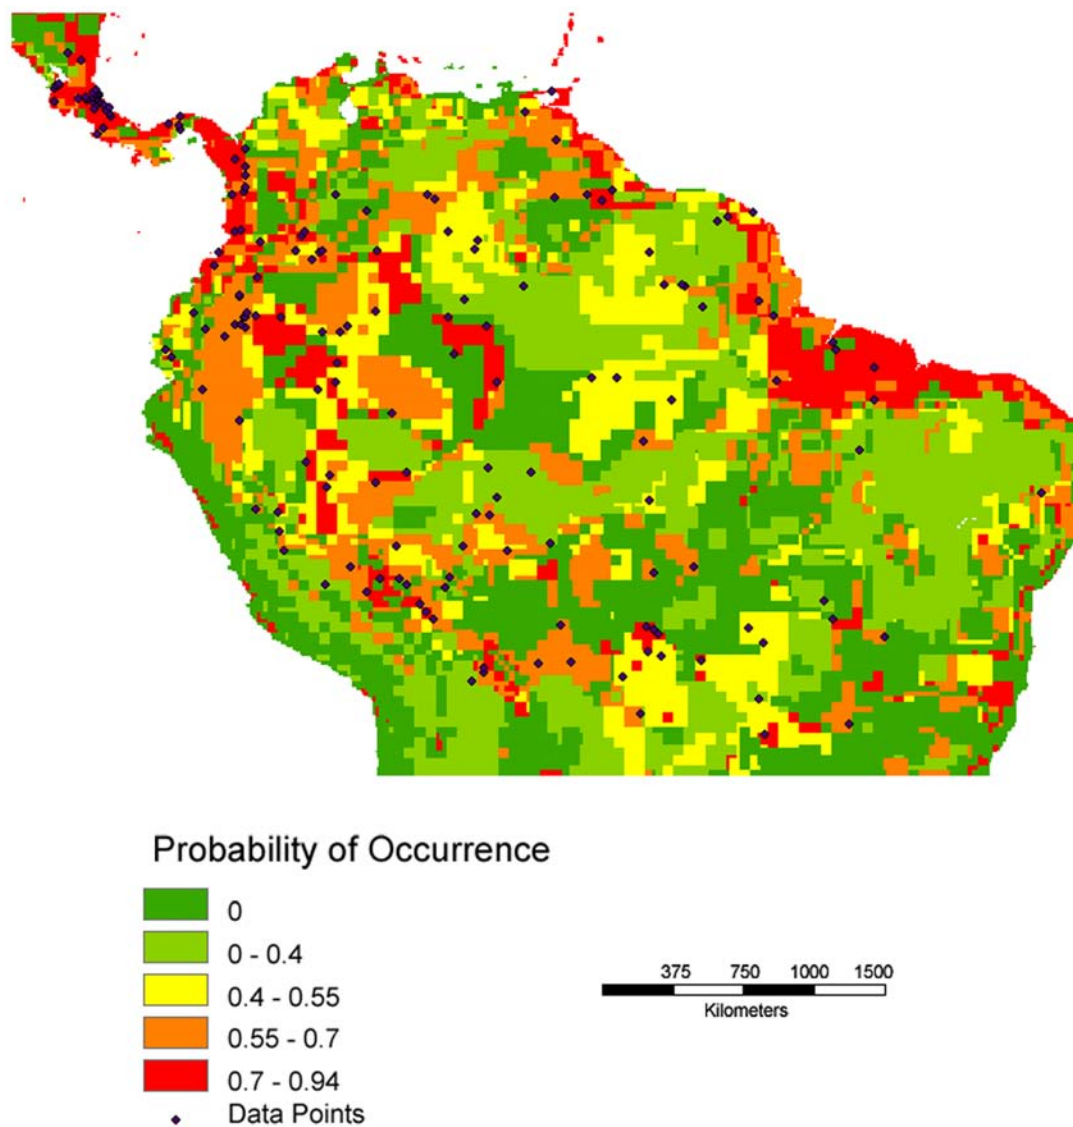 Probability of Occurrence
0
0 - 0.4
0.4 - 0.55
0.55 - 0.7
0.7 - 0.94
Data Points
375 750 1000 1500
Kilometers